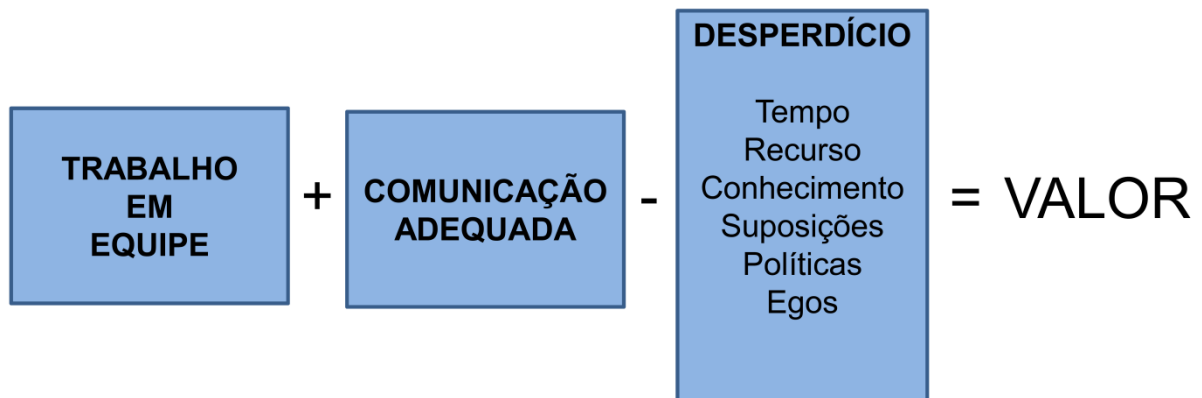 TRABALHO
EM
EQUIPE
+
COMUNICAÇÃO
ADEQUADA
-
DESPERDÍCIO
Tempo
Recurso
Conhecimento
Suposições
Políticas
Egos
= VALOR